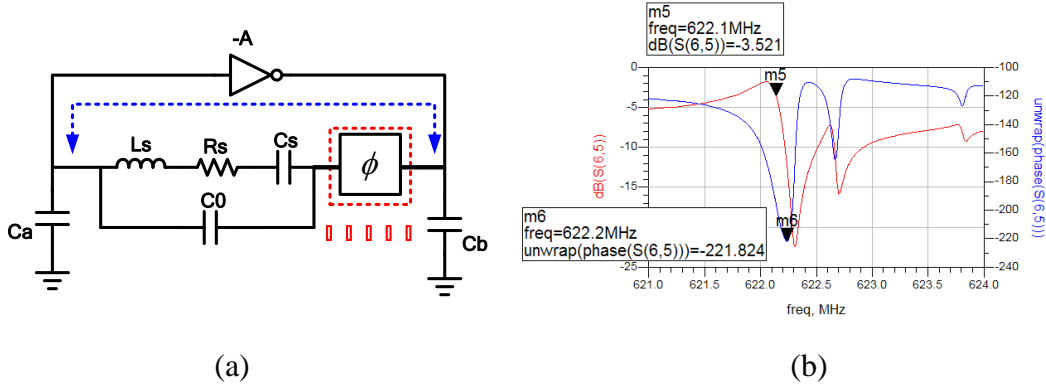 -A
Ls
Rs
Cs
ϕ
C0
Ca
Cb
(a)
m5
freq=622.1MHz
dB(S(6,5))=-3.521
m5
m6
m6
freq=622.2MHz
unwrap(phase(S(6,5)))=-221.824
dB(S(6,5))
0
-5
-10
-15
-25
unwrap(phase(S(6,5)))
-100
-120
-140
-160
-180
-200
-220
-240
621.0
621.5
622.0
622.5
623.0
623.5
624.0
freq, MHz
(b)